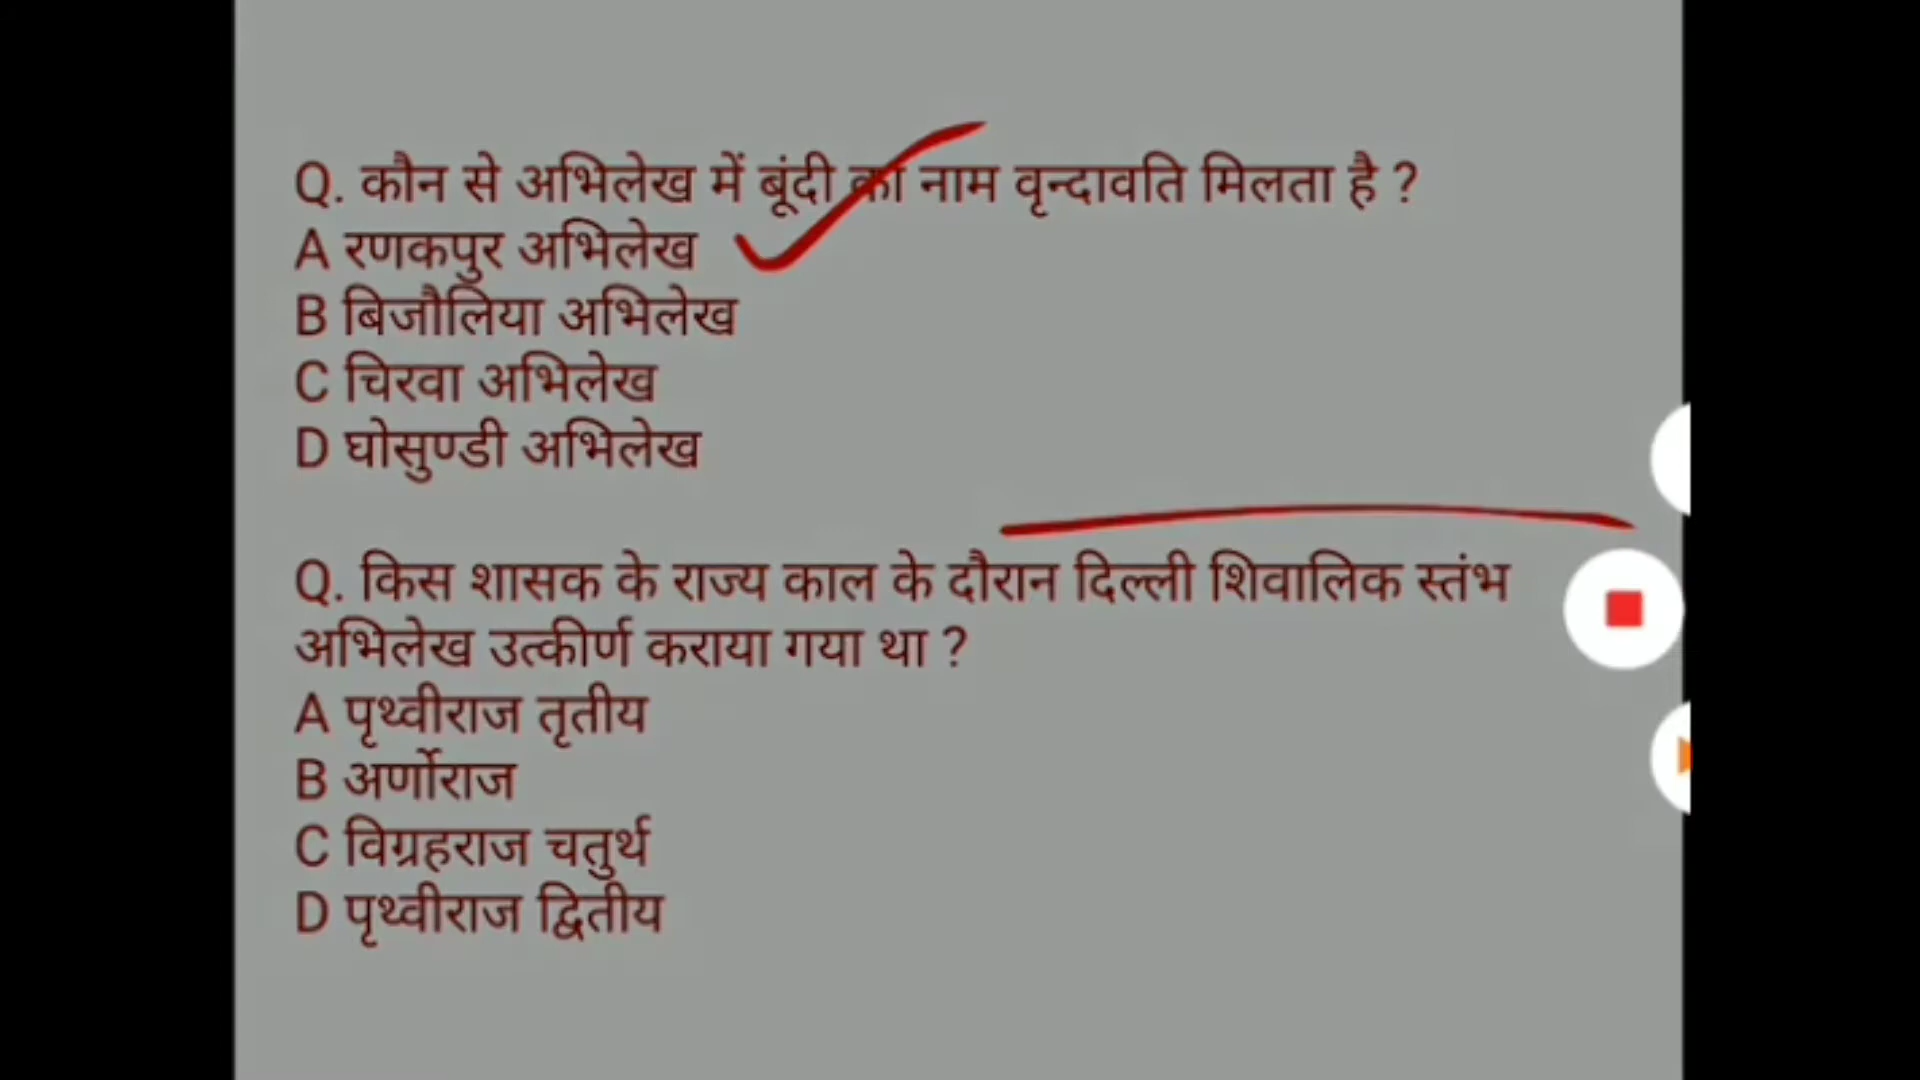 Q. कौन से अभिलेख में बूंदी का नाम वृन्दावति मिलता है ?
A रणकपुर अभिलेख
B बिजौलिया अभिलेख
C चिरवा अभिलेख
D घोसुण्डी अभिलेख
Q. किस शासक के राज्य काल के दौरान दिल्ली शिवालिक स्तंभ
अभिलेख उत्कीर्ण कराया गया था ?
A पृथ्वीराज तृतीय
B अर्णोराज
C विग्रहराज चतुर्थ
D पृथ्वीराज द्वितीय